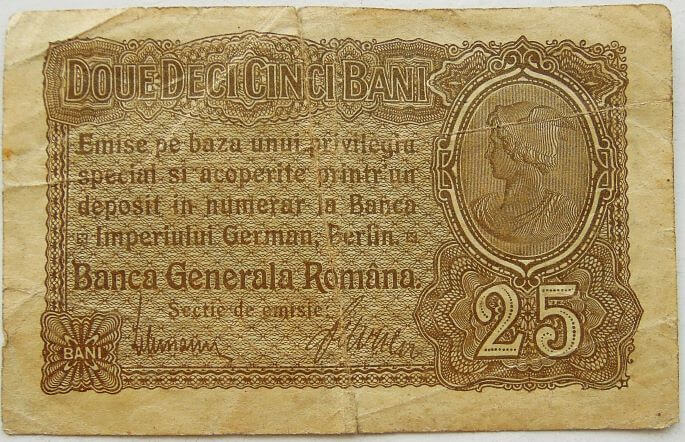 DOUE DECI CINCI BANI
Emise pe baza unui privilegiu
special si acoperite printr'un
deposit in numerar la Banca
Imperiului German, Berlin.
Banca Generala Româna.
Sectie de emisie.
BANI
25